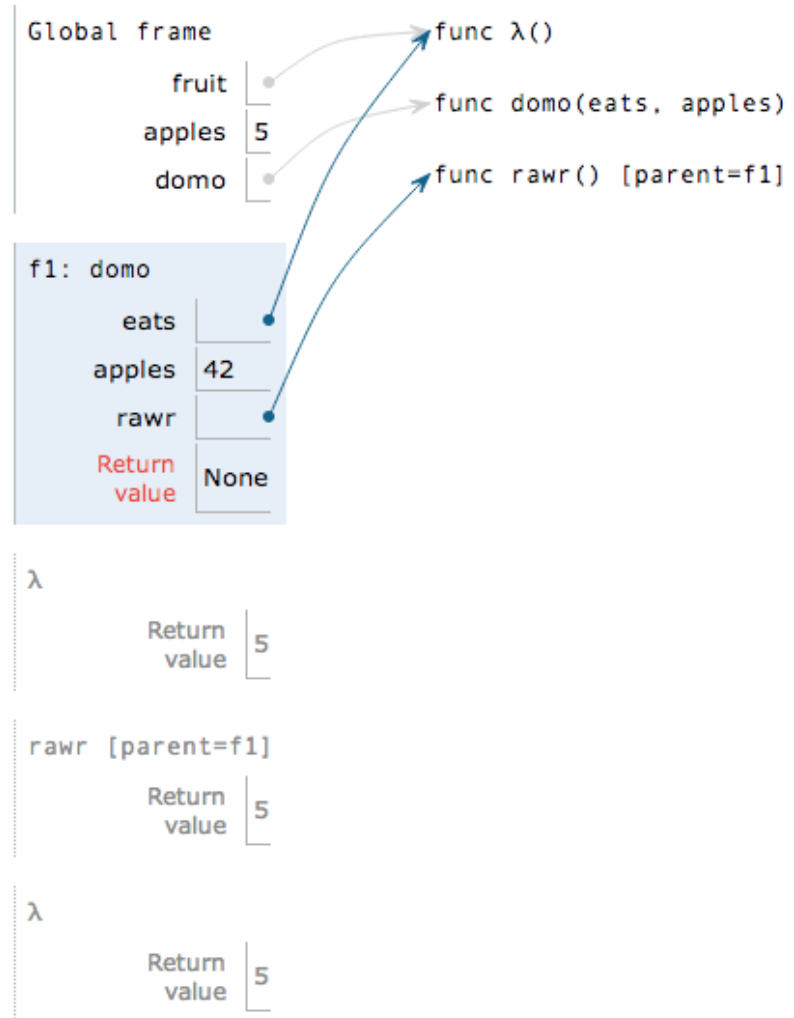 Global frame
func λ()
fruit
func domo(eats, apples)
apples 5
domo
func rawr() [parent=f1]
f1: domo
eats
apples 42
rawr
Return
value None
λ
Return
value 5
rawr [parent=f1]
Return
value 5
λ
Return
value 5